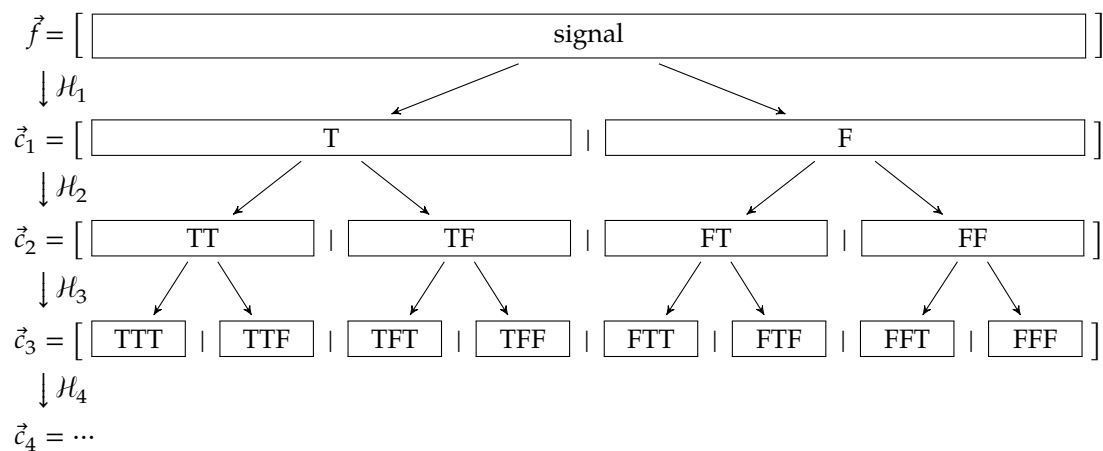 f⃗ = [ signal ]
↓ ℋ₁
c⃗₁ = [ T | F ]
↓ ℋ₂
c⃗₂ = [ TT | TF | FT | FF ]
↓ ℋ₃
c⃗₃ = [ TTT | TTF | TFT | TFF | FTT | FTF | FFT | FFF ]
↓ ℋ₄
c⃗₄ = ⋯